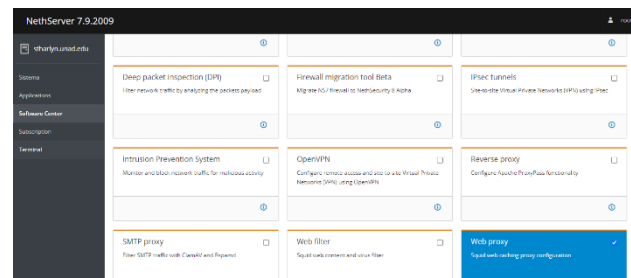 NethServer 7.9.2009
stharlyn.unad.edu
Sistema
Applications
Software Center
Subscription
Terminal
Deep packet inspection (DPI)
Filter network traffic by analyzing the packets payload
Firewall migration tool Beta
Migrate NS7 firewall to NethSecurity 8 Alpha
IPsec tunnels
Site-to-site Virtual Private Networks (VPN) using IPsec
Intrusion Prevention System
Monitor and block network traffic for malicious activity
OpenVPN
Configure remote access and site to site Virtual Private
Networks (VPN) using OpenVPN
Reverse proxy
Configure Apache ProxyPass functionality
SMTP proxy
Filter SMTP traffic with ClamAV and Rspamd
Web filter
Squid web content and virus filter
Web proxy
Squid web caching proxy configuration